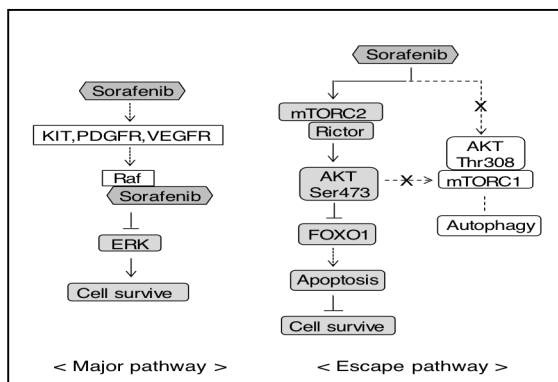 Sorafenib
KIT,PDGFR,VEGFR
Raf
Sorafenib
ERK
Cell survive
< Major pathway >
Sorafenib
mTORC2
Rictor
AKT
Ser473
FOXO1
Apoptosis
Cell survive
AKT
Thr308
mTORC1
Autophagy
< Escape pathway >